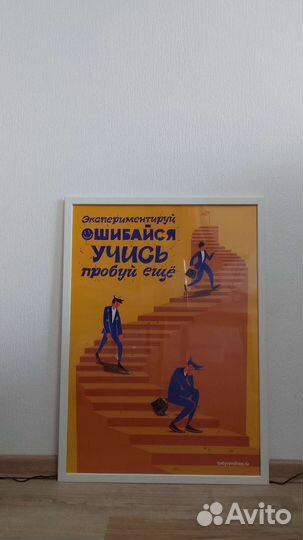 Экспериментируй
ОШИБАЙСЯ
УЧИСЬ
пробуй ещё
Avito